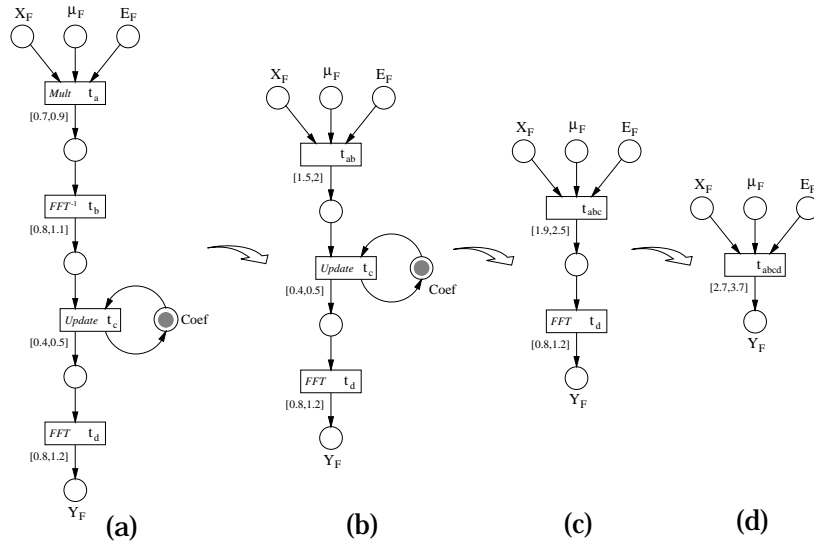 X_F μ_F E_F
Mult t_a
[0.7,0.9]
FFT^-1 t_b
[0.8,1.1]
Update t_c
Coef
[0.4,0.5]
FFT t_d
[0.8,1.2]
Y_F
(a)
X_F μ_F E_F
t_ab
[1.5,2]
Update t_c
[0.4,0.5]
Coef
FFT t_d
[0.8,1.2]
Y_F
(b)
X_F μ_F E_F
t_abc
[1.9,2.5]
FFT t_d
[0.8,1.2]
Y_F
(c)
X_F μ_F E_F
t_abcd
[2.7,3.7]
Y_F
(d)